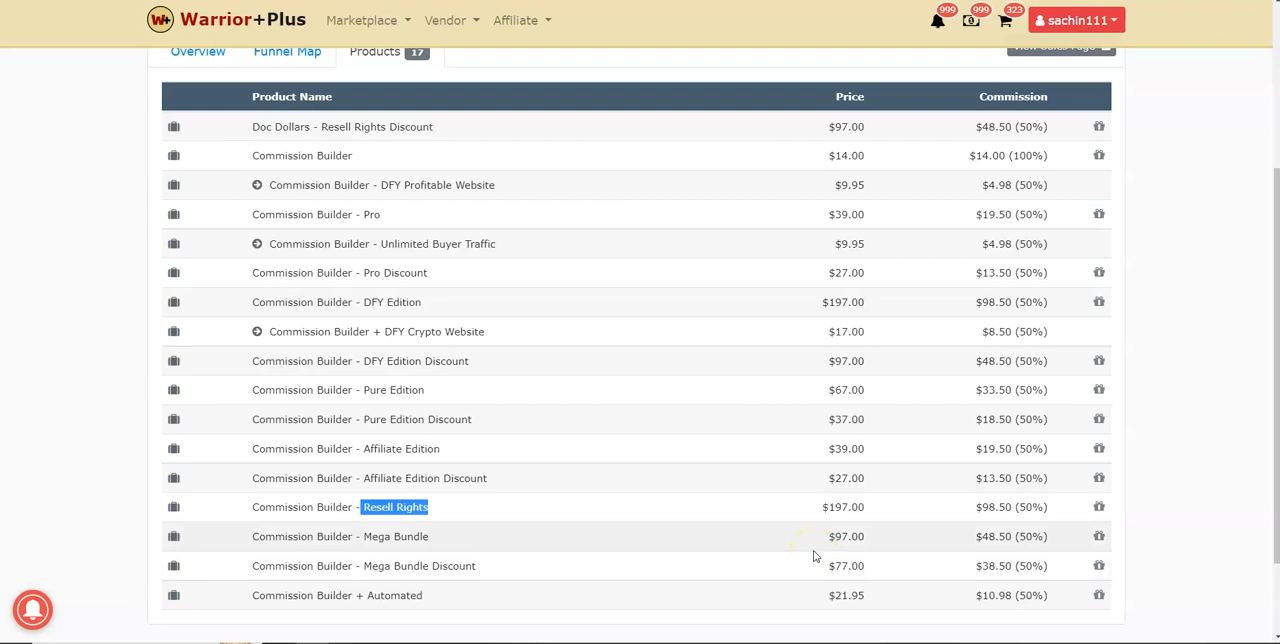 W+ Warrior+Plus Marketplace Vendor Affiliate 999 999 323 sachin111
Overview Funnel Map Products 17 View Sales Page
Product Name Price Commission
Doc Dollars - Resell Rights Discount $97.00 $48.50 (50%)
Commission Builder $14.00 $14.00 (100%)
Commission Builder - DFY Profitable Website $9.95 $4.98 (50%)
Commission Builder - Pro $39.00 $19.50 (50%)
Commission Builder - Unlimited Buyer Traffic $9.95 $4.98 (50%)
Commission Builder - Pro Discount $27.00 $13.50 (50%)
Commission Builder - DFY Edition $197.00 $98.50 (50%)
Commission Builder + DFY Crypto Website $17.00 $8.50 (50%)
Commission Builder - DFY Edition Discount $97.00 $48.50 (50%)
Commission Builder - Pure Edition $67.00 $33.50 (50%)
Commission Builder - Pure Edition Discount $37.00 $18.50 (50%)
Commission Builder - Affiliate Edition $39.00 $19.50 (50%)
Commission Builder - Affiliate Edition Discount $27.00 $13.50 (50%)
Commission Builder - Resell Rights $197.00 $98.50 (50%)
Commission Builder - Mega Bundle $97.00 $48.50 (50%)
Commission Builder - Mega Bundle Discount $77.00 $38.50 (50%)
Commission Builder + Automated $21.95 $10.98 (50%)